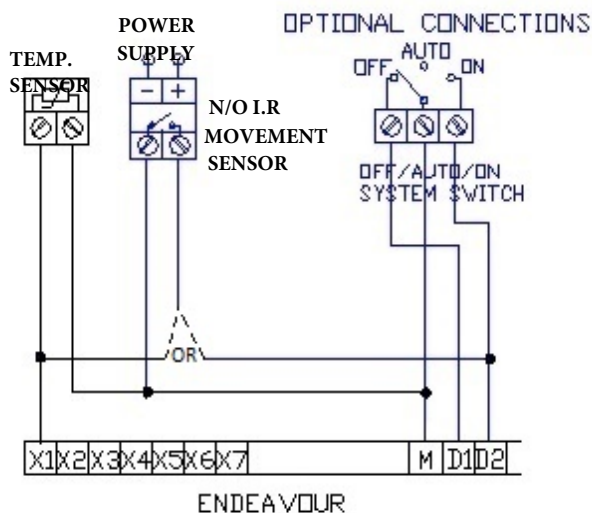 OPTIONAL CONNECTIONS
POWER
SUPPLY
TEMP.
SENSOR
AUTO
OFF
ON
- +
N/O I.R
MOVEMENT
SENSOR
OFF/AUTO/ON
SYSTEM SWITCH
OR
X1 X2 X3 X4 X5 X6 X7 M D1 D2
ENDEAVOUR